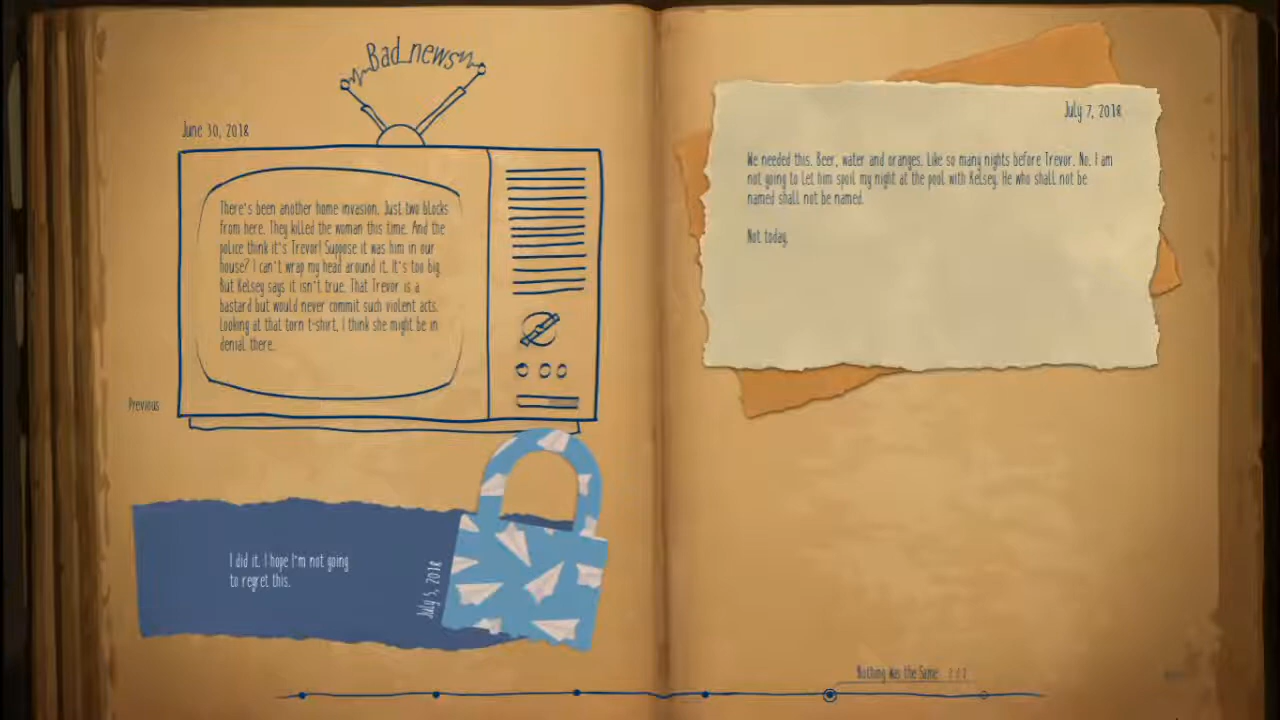 Bad news
June 30, 2018
There's been another home invasion. Just two blocks
from here. They killed the woman this time. And the
police think it's Trevor! Suppose it was him in our
house? I can't wrap my head around it. It's too big.
But Kelsey says it isn't true. That Trevor is a
bastard but would never commit such violent acts.
Looking at that torn t-shirt, I think she might be in
denial there.
Previous
I did it. I hope I'm not going
to regret this.
July 5, 2018
July 7, 2018
We needed this. Beer, water and oranges. Like so many nights before Trevor. No. I am
not going to let him spoil my night at the pool with Kelsey. He who shall not be
named shall not be named.
Not today.
Nothing Was the Same